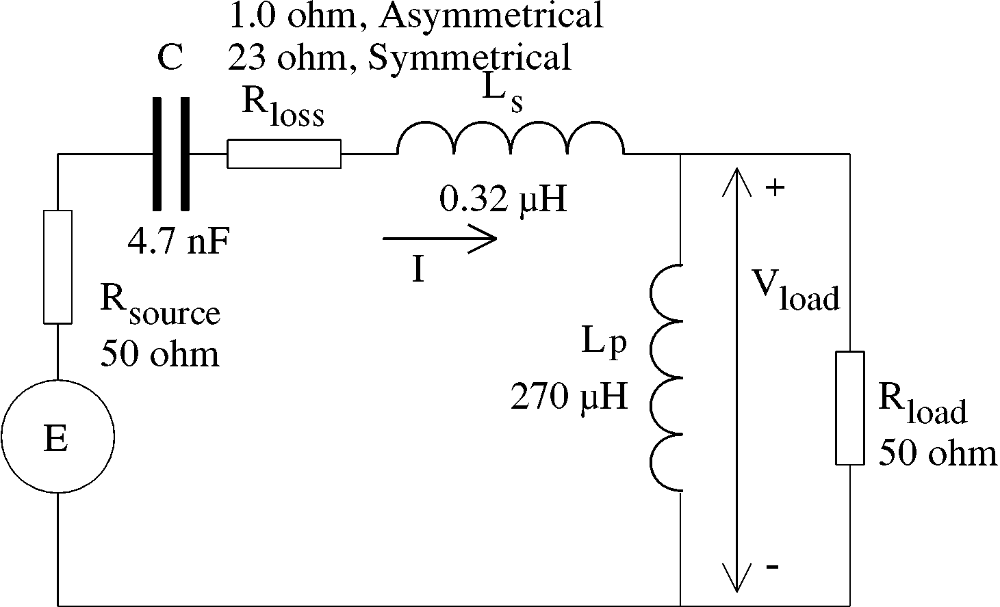 1.0 ohm, Asymmetrical
C
23 ohm, Symmetrical
Rloss
Ls
0.32 µH
4.7 nF
I
Rsource
50 ohm
+
Vload
Lp
270 µH
Rload
50 ohm
E
-